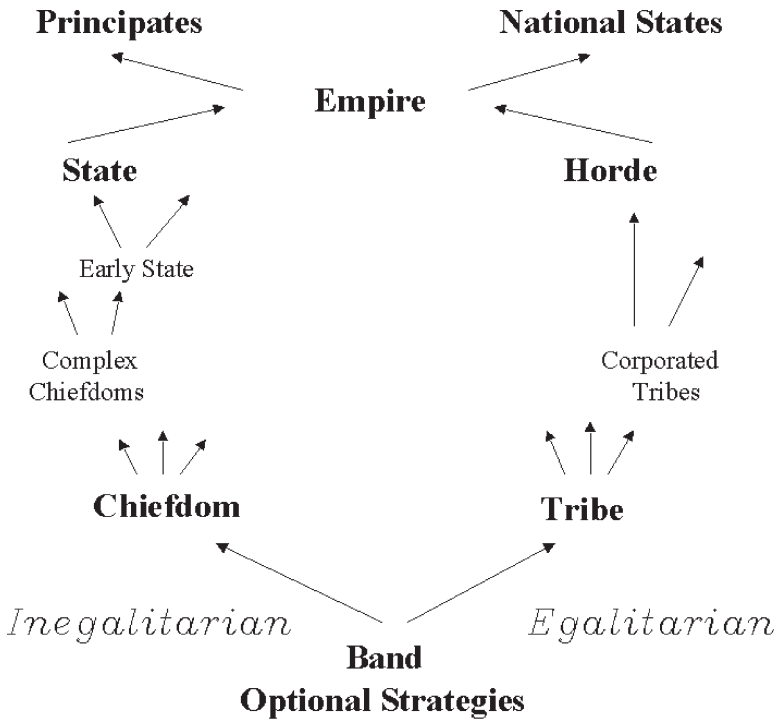 Principates
National States
Empire
State
Horde
Early State
Complex
Chiefdoms
Corporated
Tribes
Chiefdom
Tribe
Inegalitarian
Egalitarian
Band
Optional Strategies